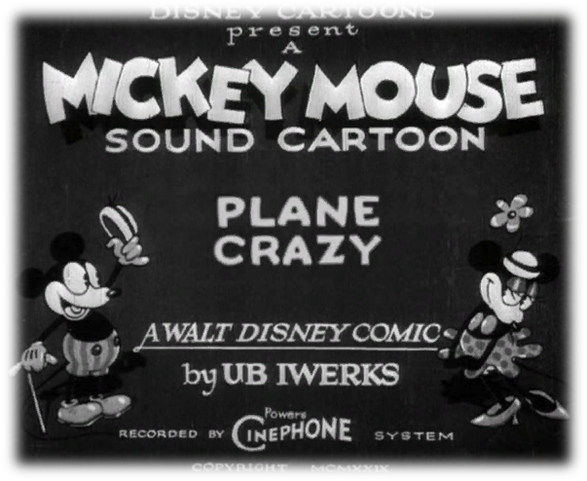 DISNEY CARTOONS
present
A
MICKEY MOUSE
SOUND CARTOON
PLANE
CRAZY
A WALT DISNEY COMIC
by UB IWERKS
RECORDED BY Powers CINEPHONE SYSTEM
COPYRIGHT MCMXXIX